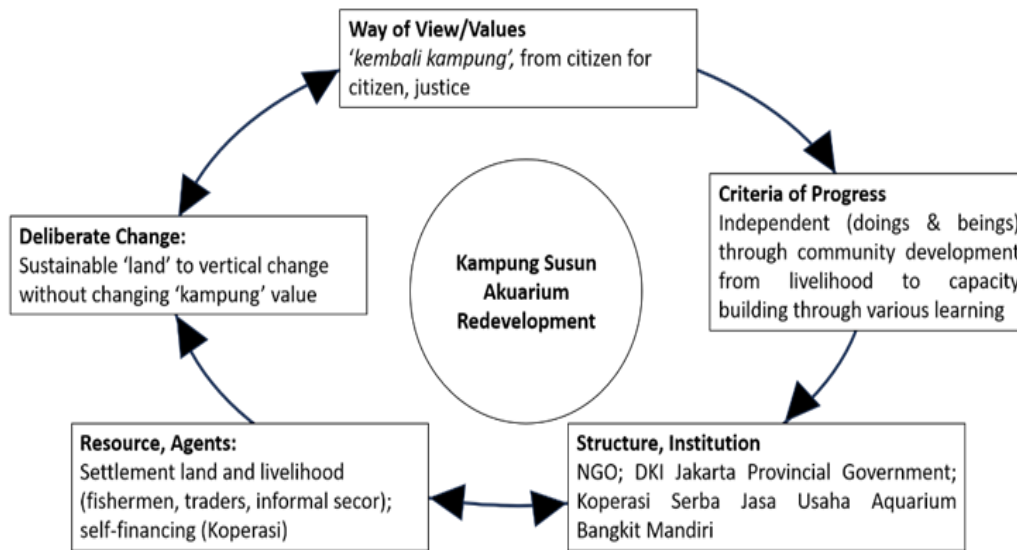 Way of View/Values
‘kembali kampung’, from citizen for
citizen, justice
Criteria of Progress
Independent (doings & beings)
through community development
from livelihood to capacity
building through various learning
Structure, Institution
NGO; DKI Jakarta Provincial Government;
Koperasi Serba Jasa Usaha Aquarium
Bangkit Mandiri
Resource, Agents:
Settlement land and livelihood
(fishermen, traders, informal secor);
self-financing (Koperasi)
Deliberate Change:
Sustainable ‘land’ to vertical change
without changing ‘kampung’ value
Kampung Susun
Akuarium
Redevelopment